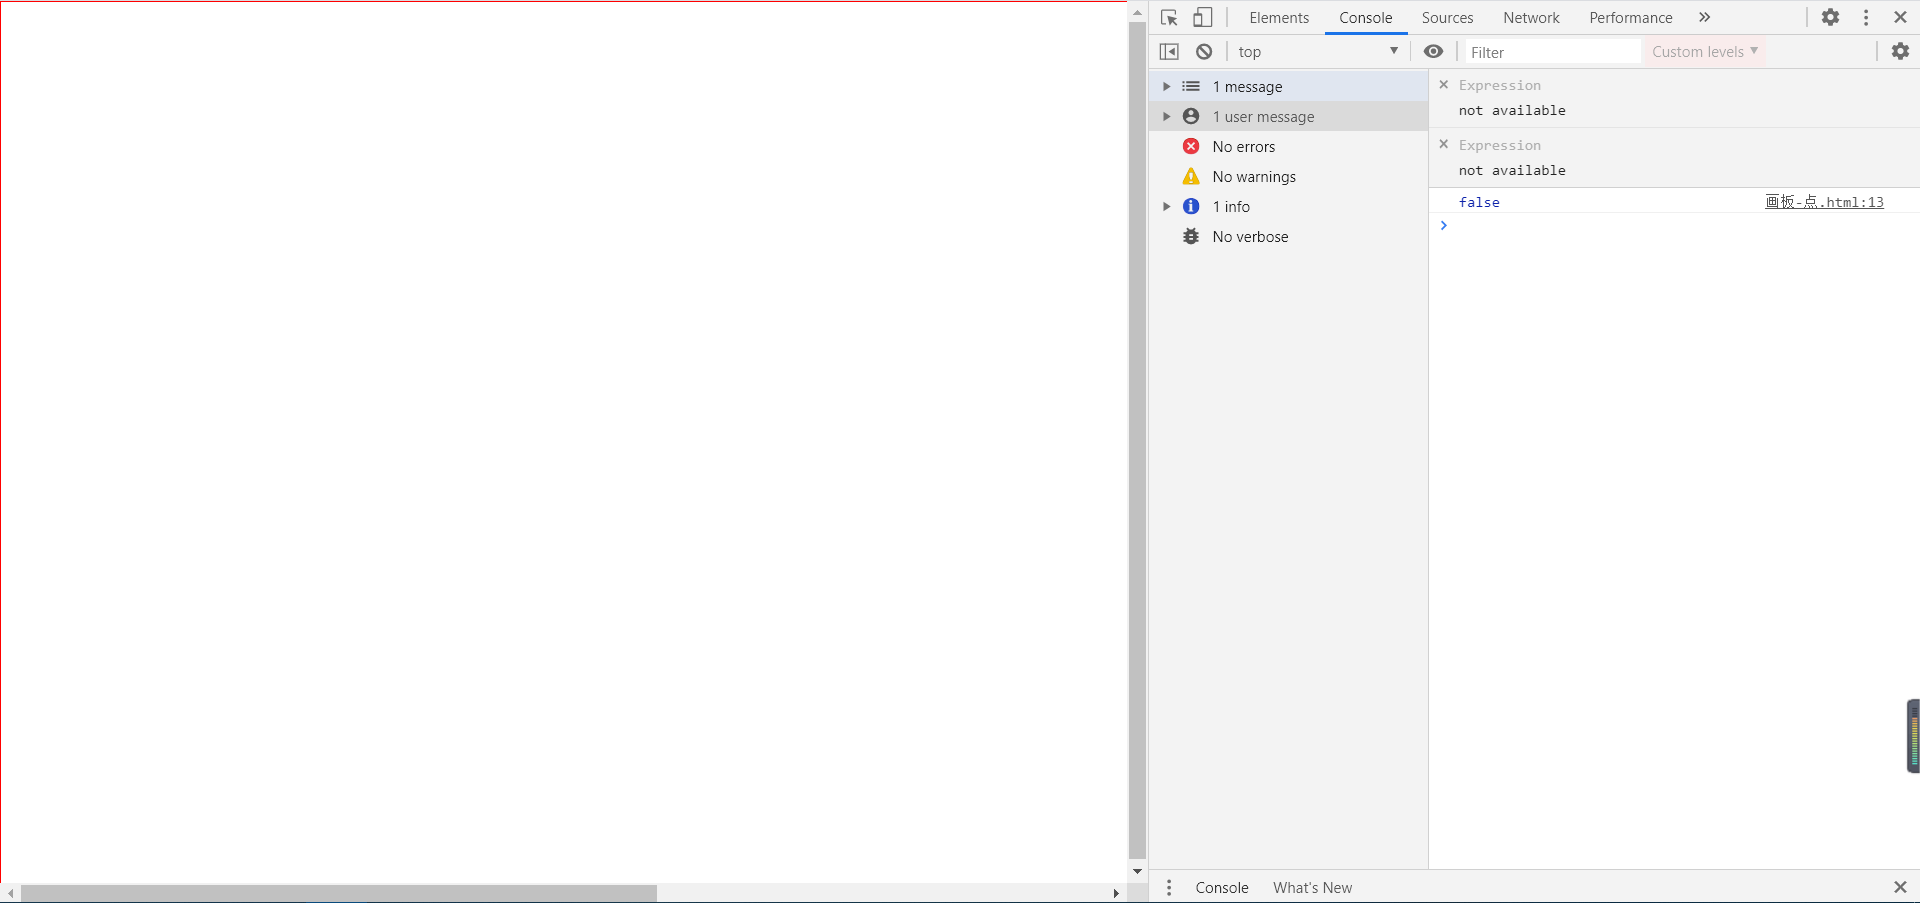 Elements Console Sources Network Performance
top Filter Custom levels
1 message
1 user message
No errors
No warnings
1 info
No verbose
Expression
not available
Expression
not available
false 画板-点.html:13
Console What's New